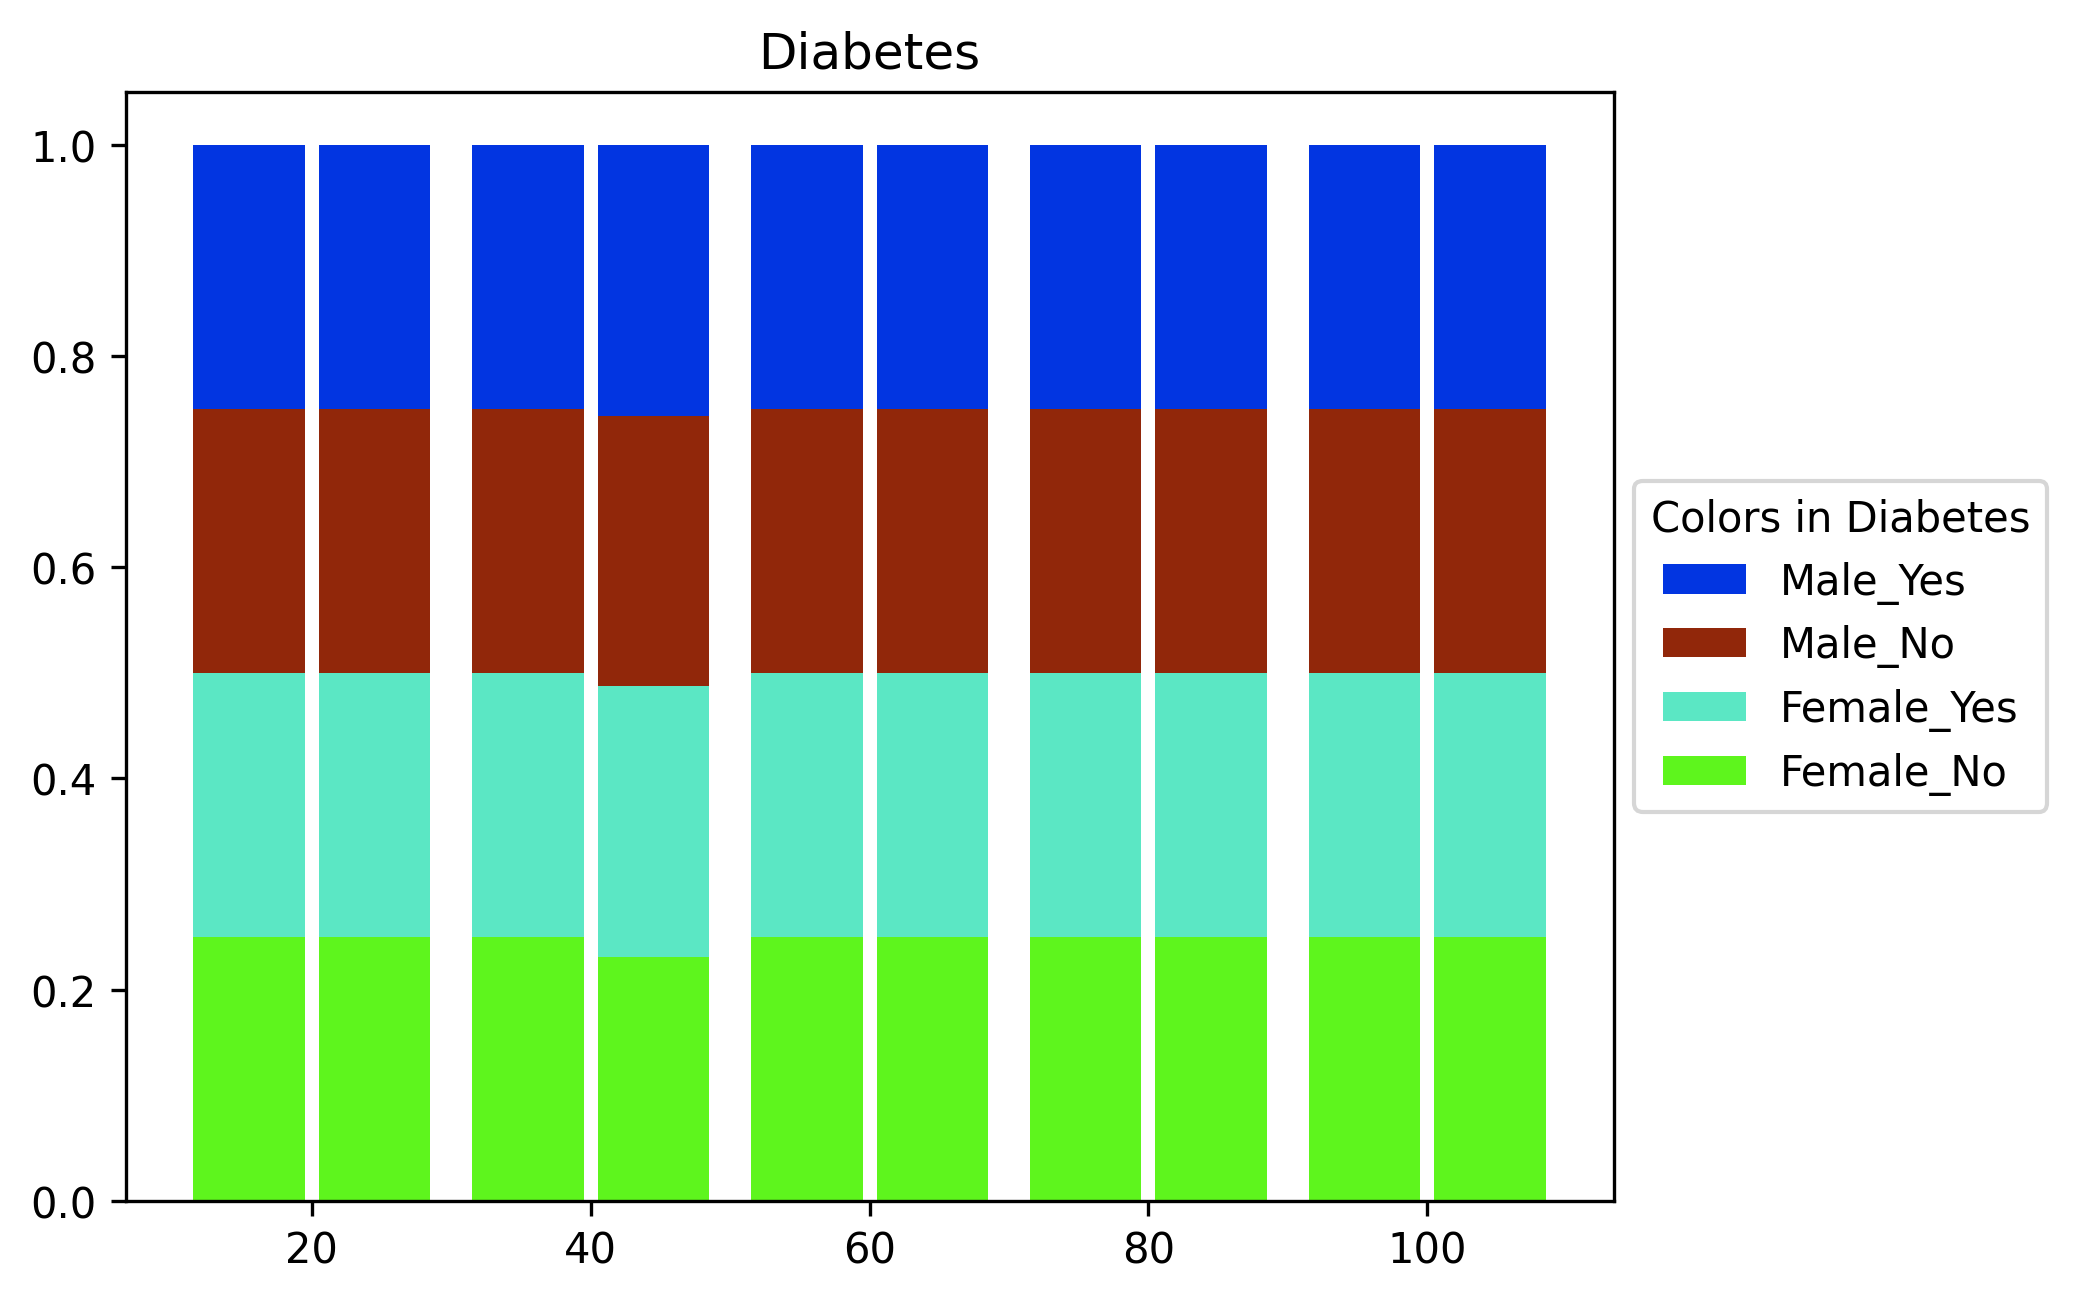 Diabetes
1.0
0.8
0.6
0.4
0.2
0.0
20 40 60 80 100
Colors in Diabetes
Male_Yes
Male_No
Female_Yes
Female_No